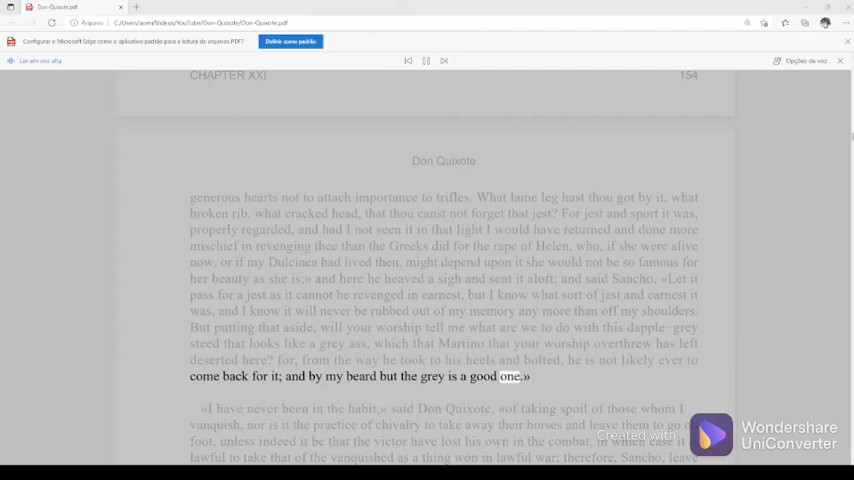 Don-Quixote.pdf
Arquivo
C:/Users/aoms/Videos/YouTube/Don-Quixote/Don-Quixote.pdf
Configurar o Microsoft Edge como o aplicativo padrão para a leitura de arquivos PDF?
Definir como padrão
Ler em voz alta
Opções de voz
CHAPTER XXI
154
Don Quixote
generous hearts not to attach importance to trifles. What lame leg hast thou got by it, what
broken rib, what cracked head, that thou canst not forget that jest? For jest and sport it was,
properly regarded, and had I not seen it in that light I would have returned and done more
mischief in revenging thee than the Greeks did for the rape of Helen, who, if she were alive
now, or if my Dulcinea had lived then, might depend upon it she would not be so famous for
her beauty as she is;» and here he heaved a sigh and sent it aloft; and said Sancho, «Let it
pass for a jest as it cannot be revenged in earnest, but I know what sort of jest and earnest it
was, and I know it will never be rubbed out of my memory any more than off my shoulders.
But putting that aside, will your worship tell me what are we to do with this dapple-grey
steed that looks like a grey ass, which that Martino that your worship overthrew has left
deserted here? for, from the way he took to his heels and bolted, he is not likely ever to
come back for it; and by my beard but the grey is a good one.»
«I have never been in the habit,» said Don Quixote, «of taking spoil of those whom I
vanquish, nor is it the practice of chivalry to take away their horses and leave them to go
foot, unless indeed it be that the victor have lost his own in the combat, in which case it
lawful to take that of the vanquished as a thing won in lawful war; therefore, Sancho, leave
Created with
Wondershare
UniConverter